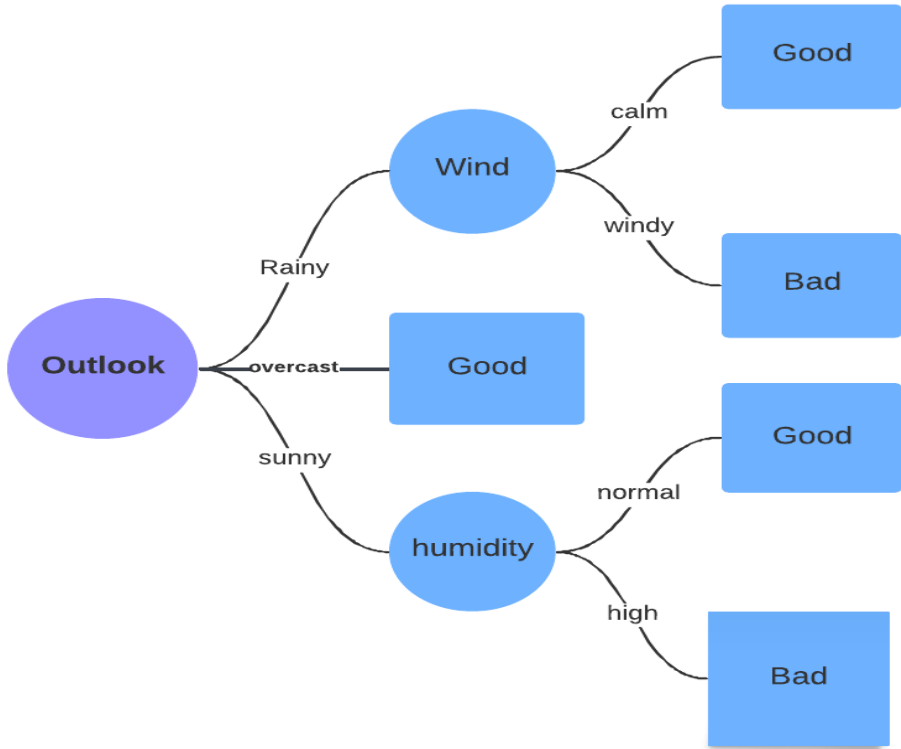 Good
calm
Wind
windy
Rainy
Bad
Outlook
overcast
Good
Good
sunny
normal
humidity
high
Bad